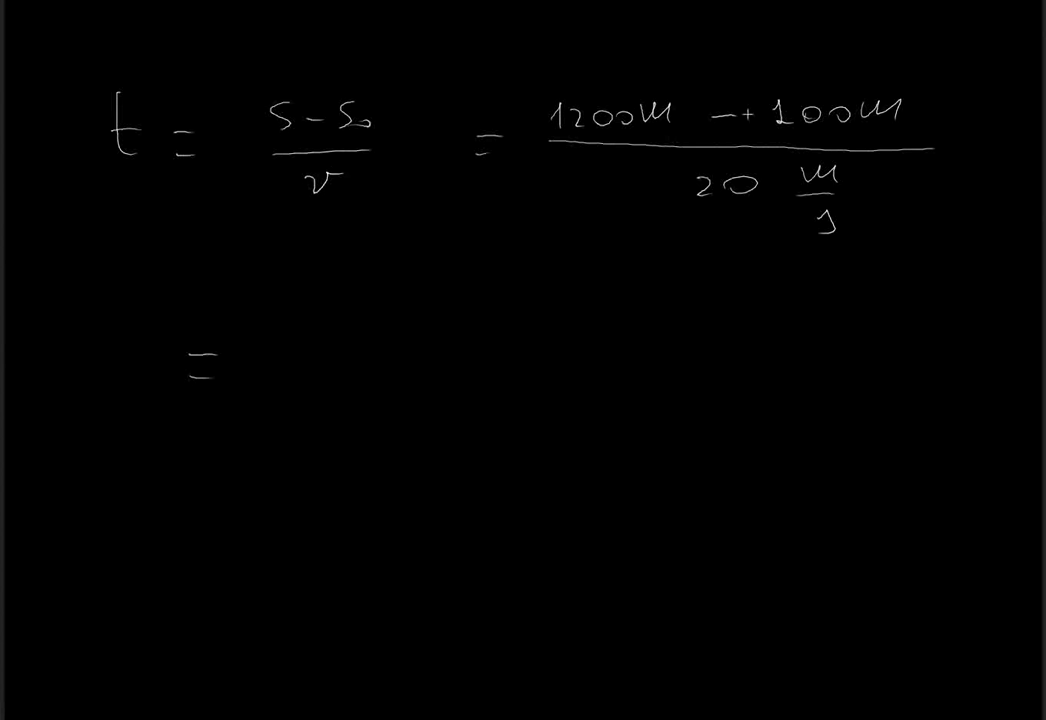 t = (s - s₀) / v = (1200m - + 100m) / (20 m/s)
=